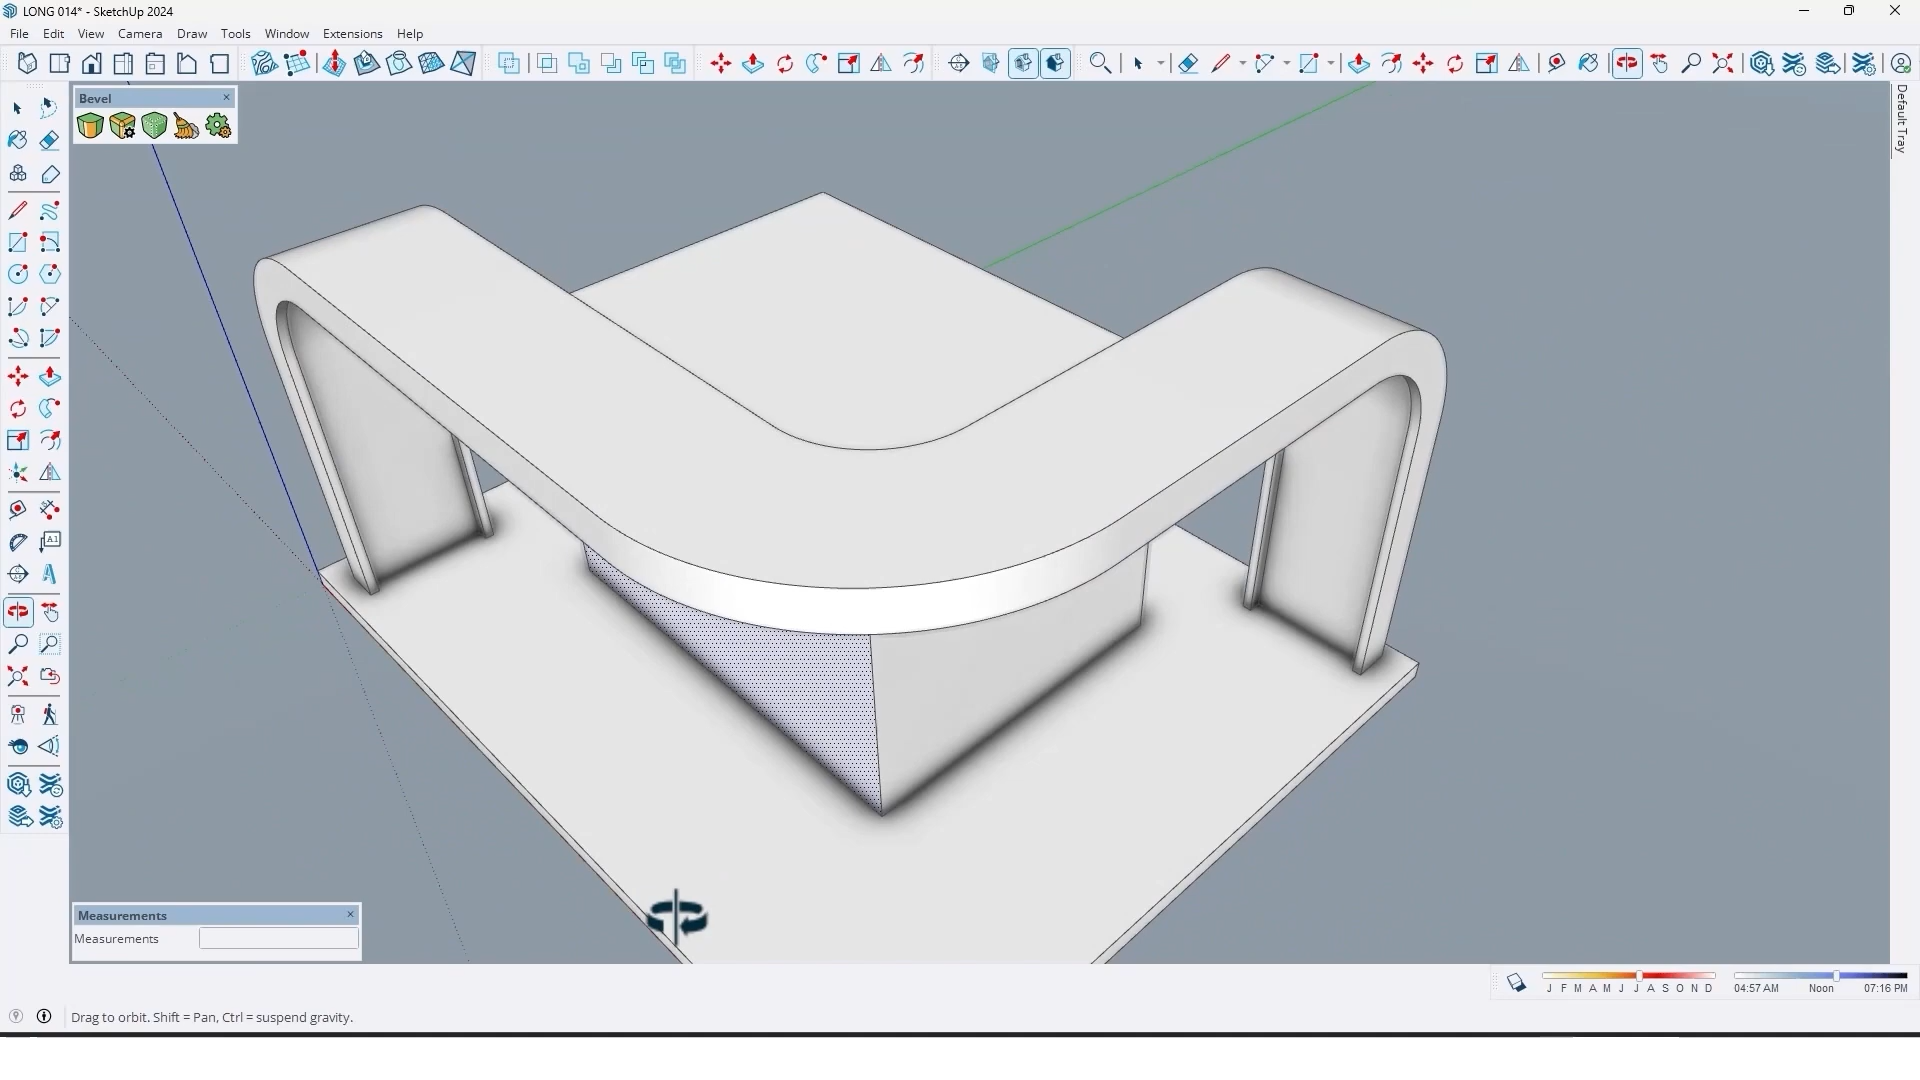 LONG 014* - SketchUp 2024
File Edit View Camera Draw Tools Window Extensions Help
Bevel
Default Tray
A1
Measurements
Measurements
J F M A M J J A S O N D
04:57 AM Noon 07:16 PM
Drag to orbit. Shift = Pan, Ctrl = suspend gravity.